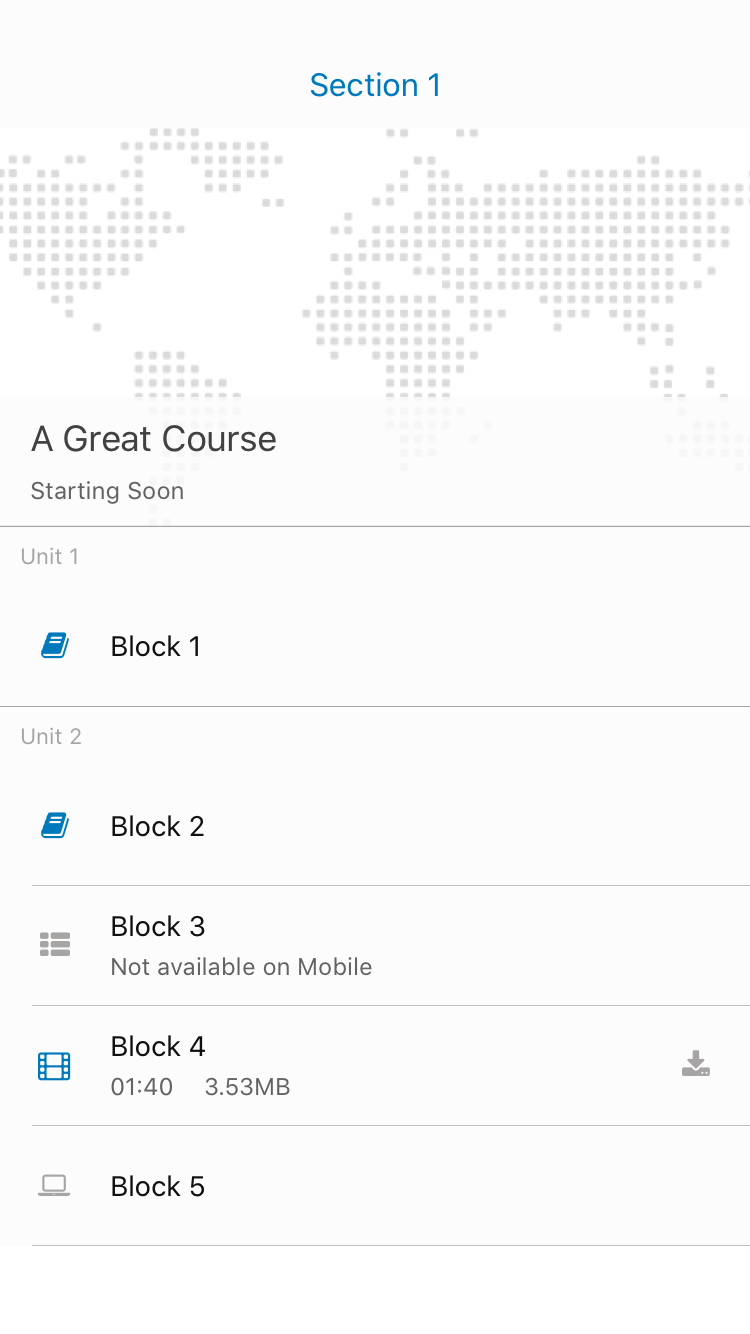 Section 1
A Great Course
Starting Soon
Unit 1
Block 1
Unit 2
Block 2
Block 3
Not available on Mobile
Block 4
01:40 3.53MB
Block 5